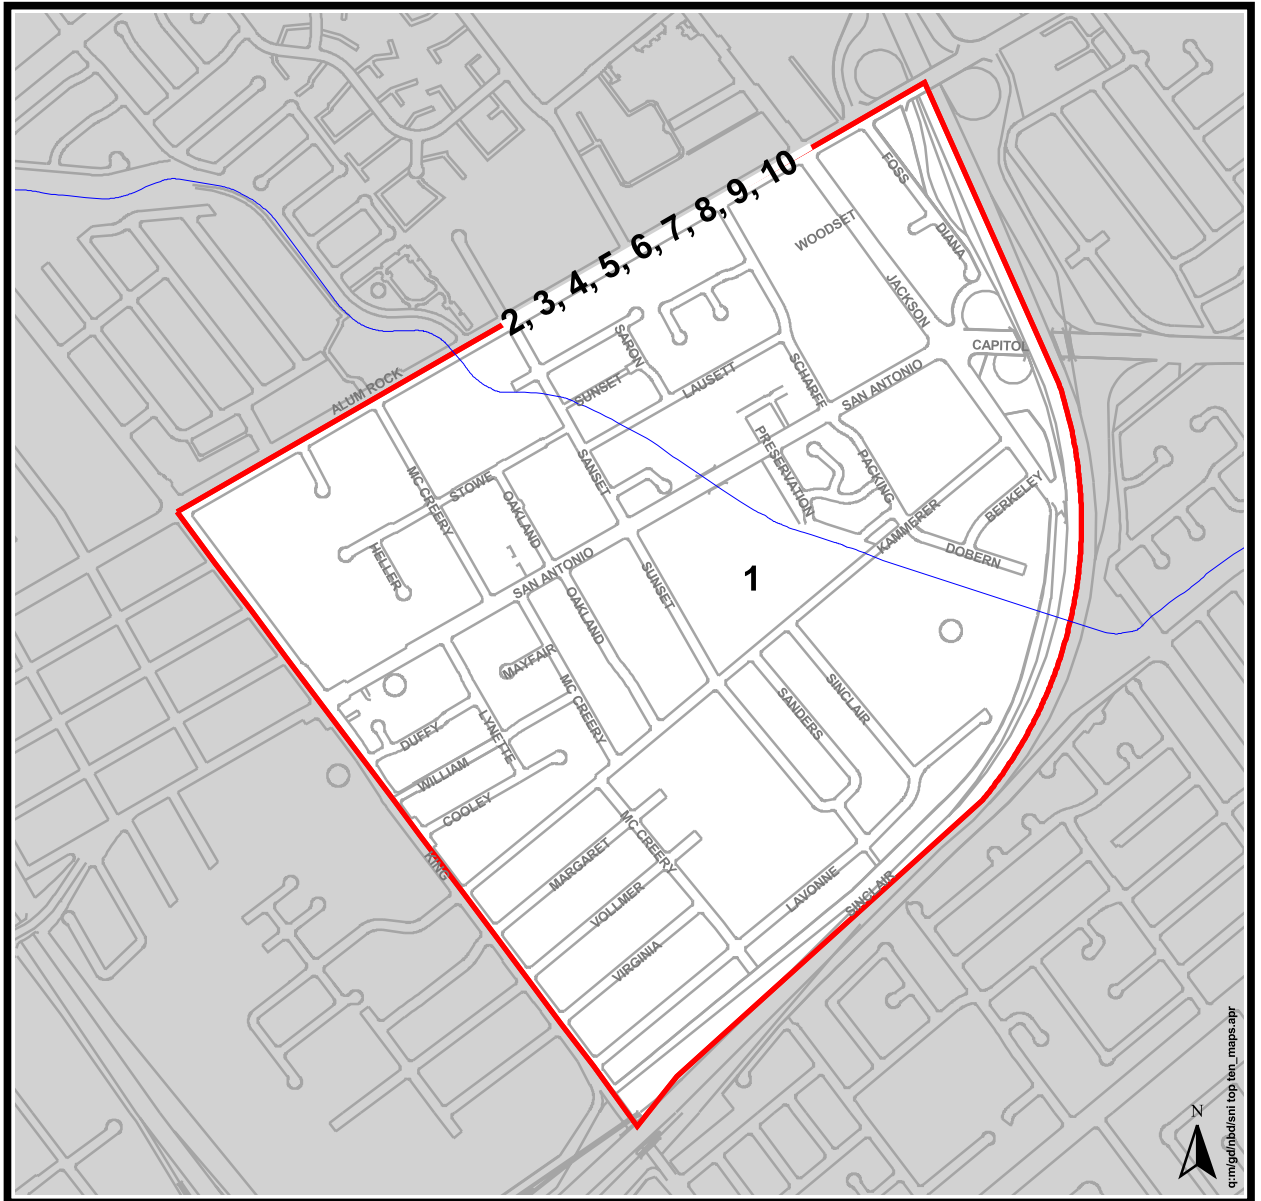 2, 3, 4, 5, 6, 7, 8, 9, 10
FOSS
WOODSET
DIANA
JACKSON
CAPITOL
SARON
ALUM ROCK
SUNSET
LAUSETT
SCHARFF
SAN ANTONIO
MC CREERY
STOWE
SANSET
OAKLAND
PRESERVATION
PACKING
BERKELEY
KAMMERER
DOBERN
HELLER
SAN ANTONIO
SUNSET
1
OAKLAND
MAYFAIR
MC CREERY
SINCLAIR
SANDERS
LYNETTE
DUFFY
WILLIAM
COOLEY
KING
MC CREERY
MARGARET
VOLLMER
LAVONNE
SINCLAIR
VIRGINIA
N
q:m/gd/nbd/sni top ten_maps.apr